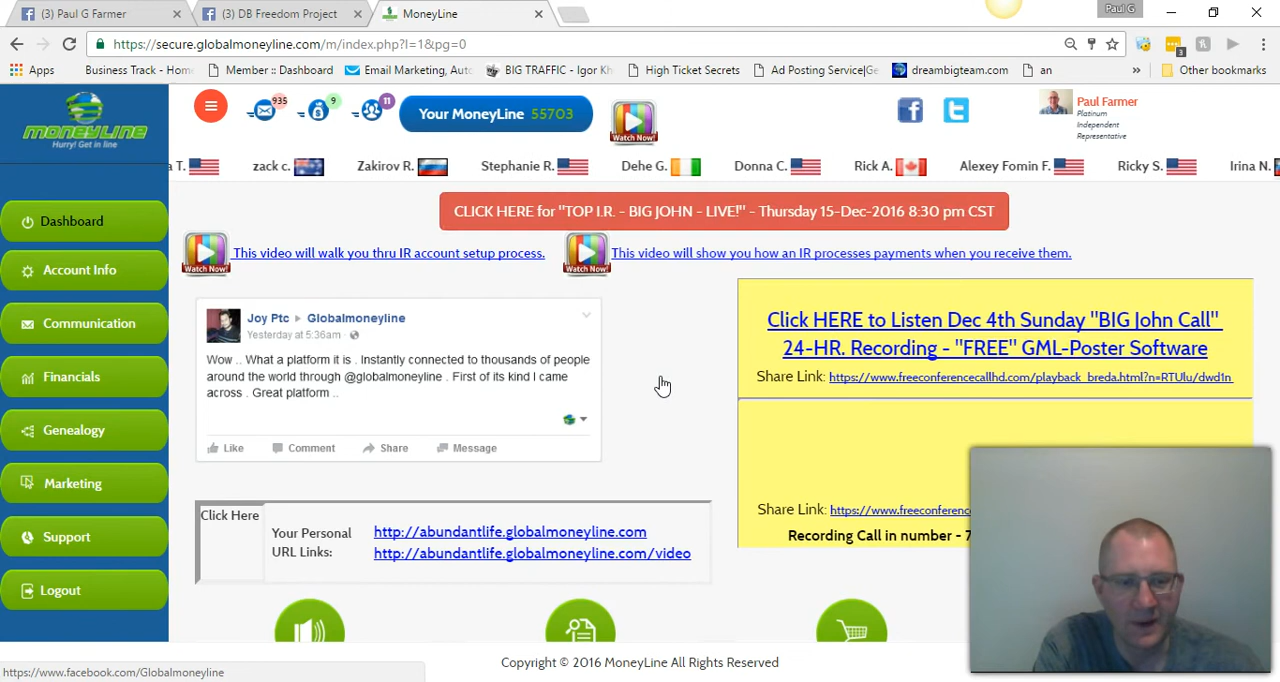 (3) Paul G Farmer
(3) DB Freedom Project
MoneyLine
Paul G
https://secure.globalmoneyline.com/m/index.php?l=1&pg=0
3
Apps
Business Track - Hom
Member :: Dashboard
Email Marketing, Aut
BIG TRAFFIC - Igor Kh
High Ticket Secrets
Ad Posting Service|Ge
dreambigteam.com
an
»
Other bookmarks
MONEYLINE
Hurry! Get in line
935
9
11
Your MoneyLine 55703
Watch Now!
Paul Farmer
Platinum
Independent
Representative
a T.
zack c.
Zakirov R.
Stephanie R.
Dehe G.
Donna C.
Rick A.
Alexey Fomin F.
Ricky S.
Irina N.
Dashboard
Account Info
Communication
Financials
Genealogy
Marketing
Support
Logout
CLICK HERE for "TOP I.R. - BIG JOHN - LIVE!" - Thursday 15-Dec-2016 8:30 pm CST
Watch Now!
This video will walk you thru IR account setup process.
Watch Now!
This video will show you how an IR processes payments when you receive them.
Joy Ptc ▸ Globalmoneyline
Yesterday at 5:36am ·
Wow .. What a platform it is . Instantly connected to thousands of people
around the world through @globalmoneyline . First of its kind I came
across . Great platform ..
Like
Comment
Share
Message
Click HERE to Listen Dec 4th Sunday "BIG John Call"
24-HR. Recording - "FREE" GML-Poster Software
Share Link: https://www.freeconferencecallhd.com/playback_breda.html?n=RTUlu/dwd1n
Share Link: https://www.freeconference
Recording Call in number - 7
Click Here
Your Personal
URL Links:
http://abundantlife.globalmoneyline.com
http://abundantlife.globalmoneyline.com/video
Copyright © 2016 MoneyLine All Rights Reserved
https://www.facebook.com/Globalmoneyline